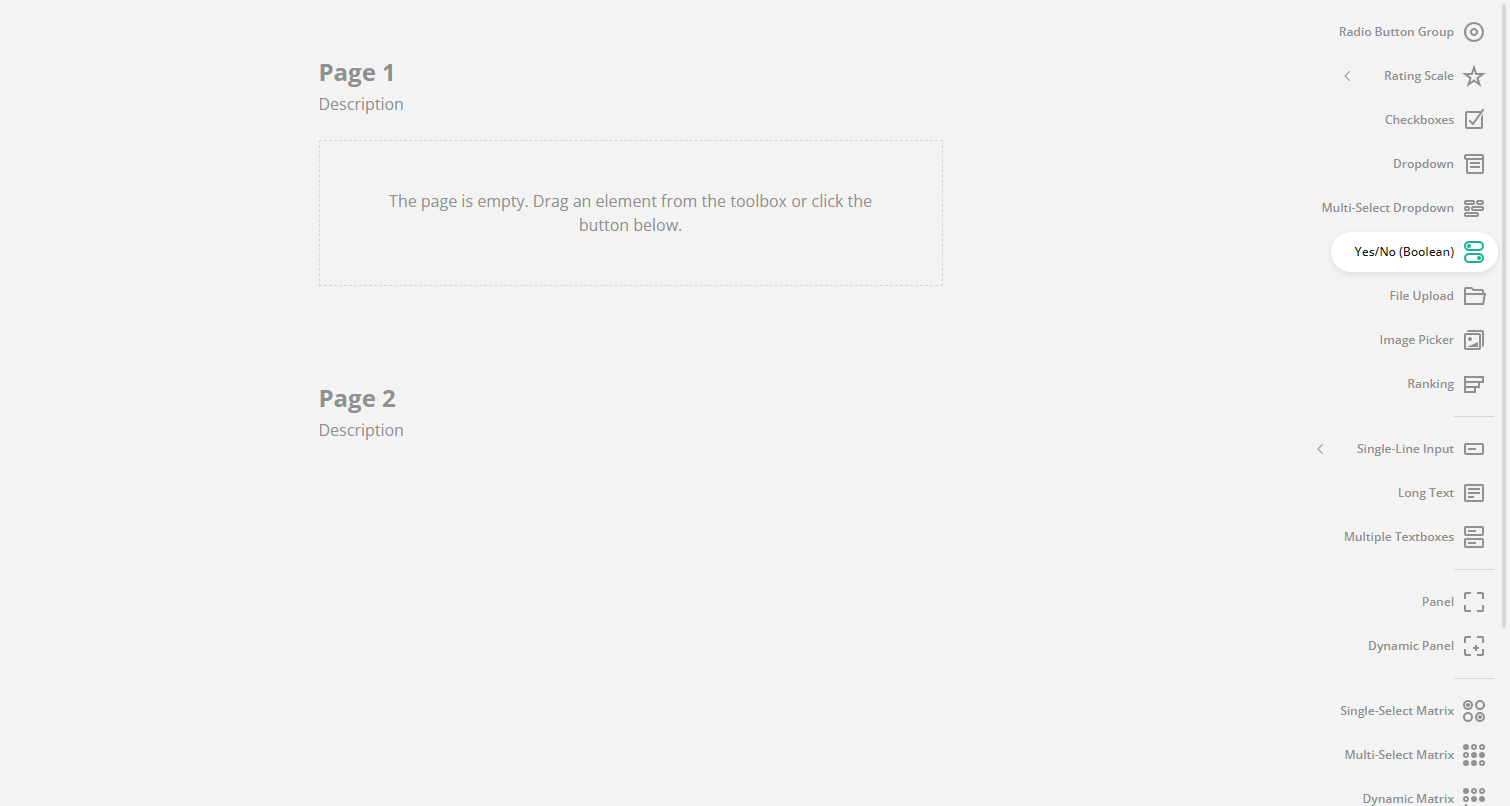 Page 1
Description
The page is empty. Drag an element from the toolbox or click the
button below.
Page 2
Description
Radio Button Group
Rating Scale
Checkboxes
Dropdown
Multi-Select Dropdown
Yes/No (Boolean)
File Upload
Image Picker
Ranking
Single-Line Input
Long Text
Multiple Textboxes
Panel
Dynamic Panel
Single-Select Matrix
Multi-Select Matrix
Dynamic Matrix